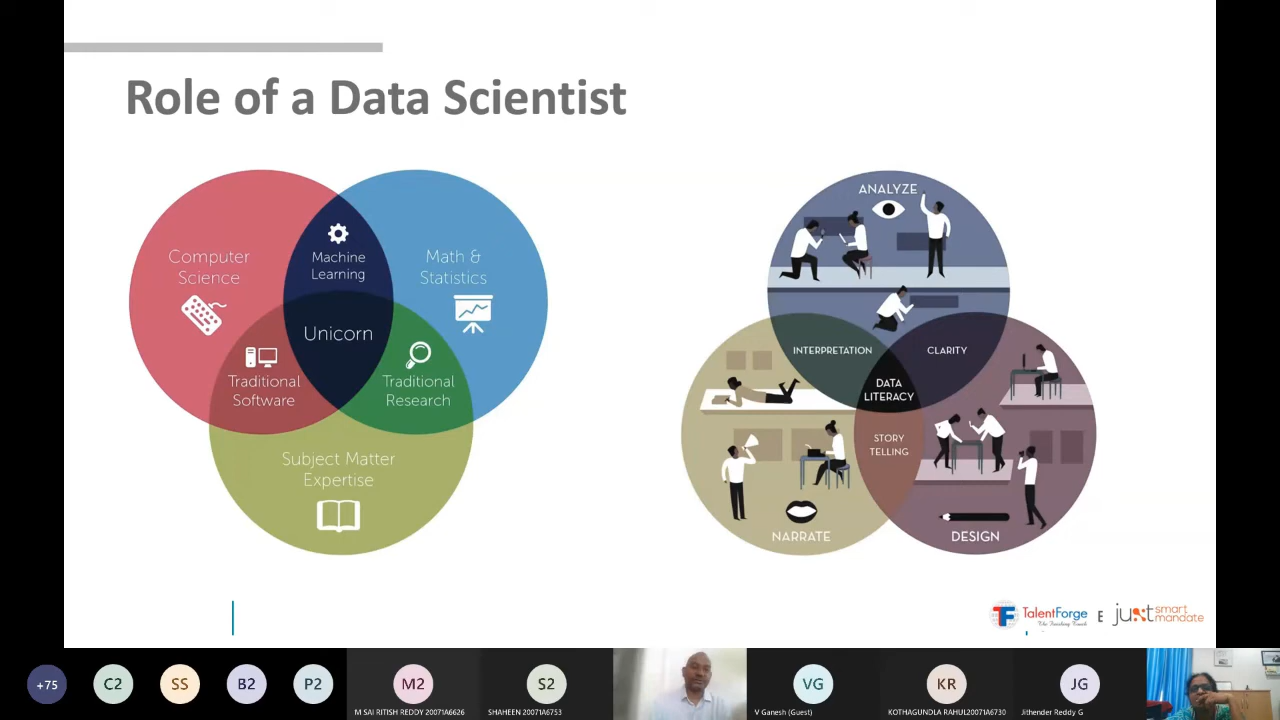 Role of a Data Scientist
Computer
Science
Machine
Learning
Math &
Statistics
Unicorn
Traditional
Software
Traditional
Research
Subject Matter
Expertise
ANALYZE
INTERPRETATION
CLARITY
DATA
LITERACY
STORY
TELLING
NARRATE
DESIGN
TF
TalentForge
E
just
smart
mandate
+75
C2
SS
B2
P2
M2
M SAI RITISH REDDY 20071A6626
S2
SHAHEEN 20071A6753
VG
V Ganesh (Guest)
KR
KOTHAGUNDLA RAHUL20071A6730
JG
Jithender Reddy G